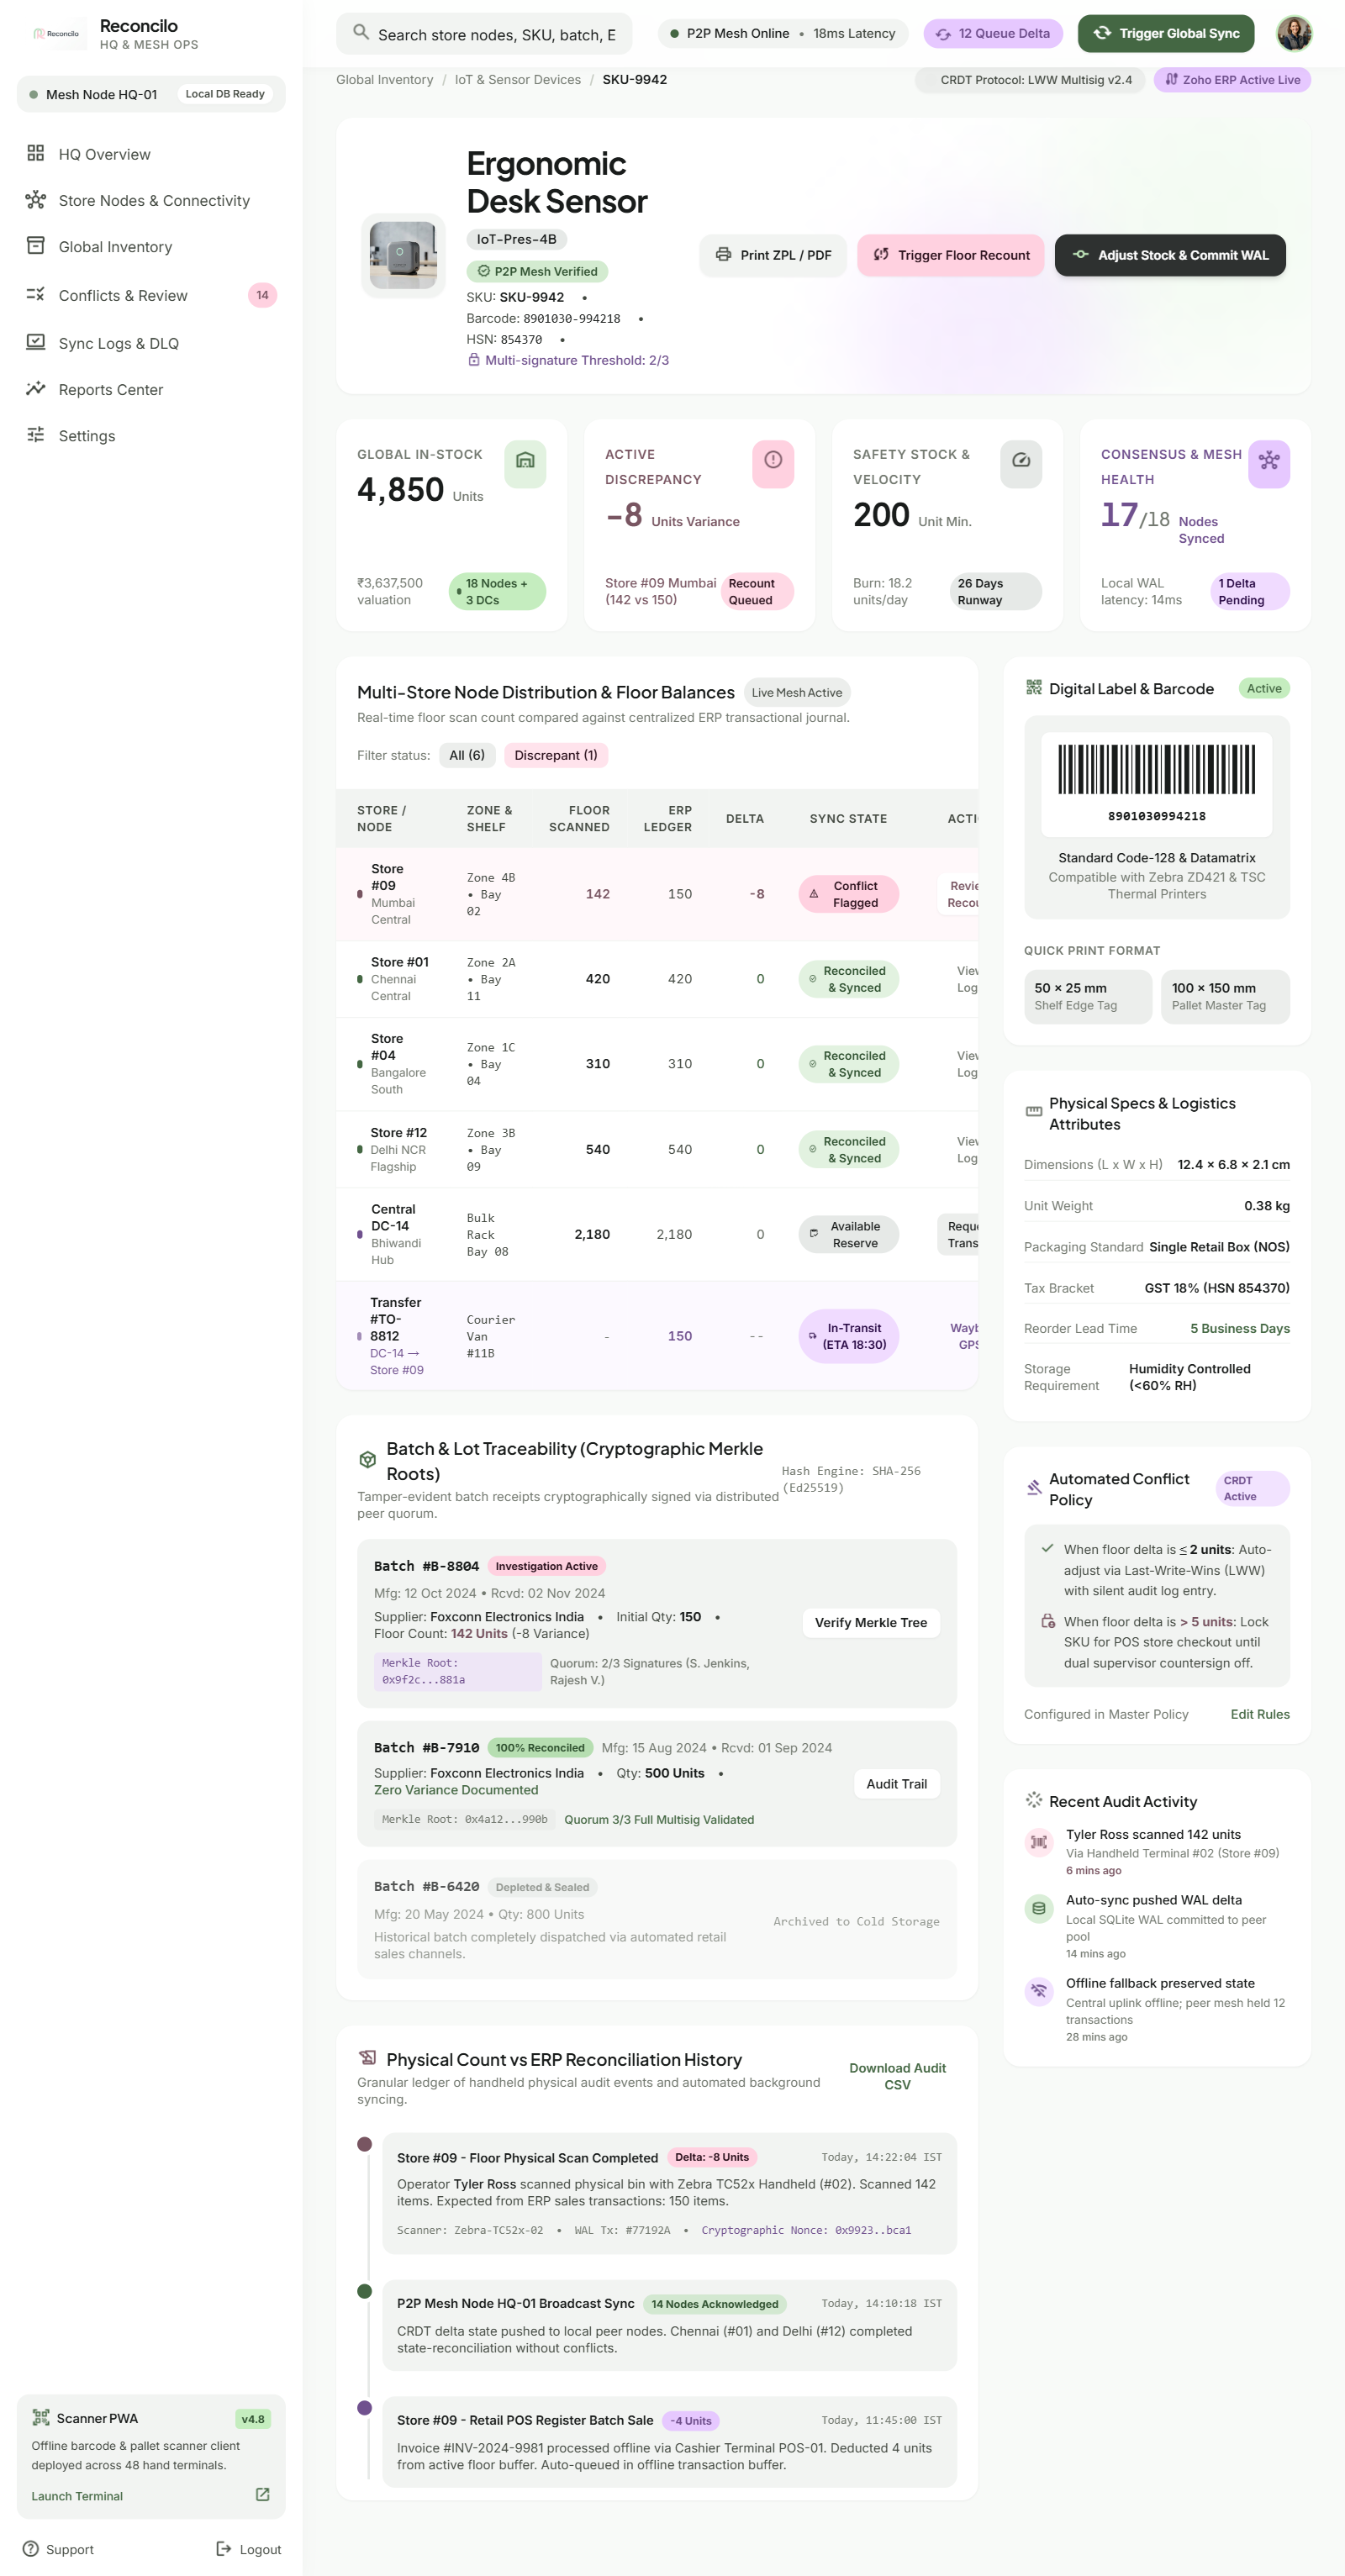 Reconcilo
Reconcilo
HQ & MESH OPS
Mesh Node HQ-01
Local DB Ready
HQ Overview
Store Nodes & Connectivity
Global Inventory
Conflicts & Review
14
Sync Logs & DLQ
Reports Center
Settings
Scanner PWA
v4.8
Offline barcode & pallet scanner client
deployed across 48 hand terminals.
Launch Terminal
Support
Logout
Search store nodes, SKU, batch, E
P2P Mesh Online • 18ms Latency
12 Queue Delta
Trigger Global Sync
Global Inventory / IoT & Sensor Devices / SKU-9942
CRDT Protocol: LWW Multisig v2.4
Zoho ERP Active Live
Ergonomic
Desk Sensor
IoT-Pres-4B
P2P Mesh Verified
SKU: SKU-9942 •
Barcode: 8901030-994218 •
HSN: 854370 •
Multi-signature Threshold: 2/3
Print ZPL / PDF
Trigger Floor Recount
Adjust Stock & Commit WAL
GLOBAL IN-STOCK
4,850 Units
₹3,637,500
valuation
18 Nodes +
3 DCs
ACTIVE
DISCREPANCY
-8 Units Variance
Store #09 Mumbai
(142 vs 150)
Recount
Queued
SAFETY STOCK &
VELOCITY
200 Unit Min.
Burn: 18.2
units/day
26 Days
Runway
CONSENSUS & MESH
HEALTH
17/18 Nodes
Synced
Local WAL
latency: 14ms
1 Delta
Pending
Multi-Store Node Distribution & Floor Balances
Live Mesh Active
Real-time floor scan count compared against centralized ERP transactional journal.
Filter status: All (6) Discrepant (1)
STORE /
NODE
ZONE &
SHELF
FLOOR
SCANNED
ERP
LEDGER
DELTA
SYNC STATE
ACTI
Store
#09
Mumbai
Central
Zone 4B
• Bay
02
142
150
-8
Conflict
Flagged
Revie
Recou
Store #01
Chennai
Central
Zone 2A
• Bay
11
420
420
0
Reconciled
& Synced
View
Log
Store
#04
Bangalore
South
Zone 1C
• Bay
04
310
310
0
Reconciled
& Synced
View
Log
Store #12
Delhi NCR
Flagship
Zone 3B
• Bay
09
540
540
0
Reconciled
& Synced
View
Log
Central
DC-14
Bhiwandi
Hub
Bulk
Rack
Bay 08
2,180
2,180
0
Available
Reserve
Reque
Trans
Transfer
#TO-
8812
DC-14 →
Store #09
Courier
Van
#11B
-
150
--
In-Transit
(ETA 18:30)
Wayb
GPS
Batch & Lot Traceability (Cryptographic Merkle
Roots)
Tamper-evident batch receipts cryptographically signed via distributed
peer quorum.
Hash Engine: SHA-256
(Ed25519)
Batch #B-8804 Investigation Active
Mfg: 12 Oct 2024 • Rcvd: 02 Nov 2024
Supplier: Foxconn Electronics India • Initial Qty: 150 •
Floor Count: 142 Units (-8 Variance)
Merkle Root:
0x9f2c...881a
Quorum: 2/3 Signatures (S. Jenkins,
Rajesh V.)
Verify Merkle Tree
Batch #B-7910 100% Reconciled Mfg: 15 Aug 2024 • Rcvd: 01 Sep 2024
Supplier: Foxconn Electronics India • Qty: 500 Units •
Zero Variance Documented
Merkle Root: 0x4a12...990b Quorum 3/3 Full Multisig Validated
Audit Trail
Batch #B-6420 Depleted & Sealed
Mfg: 20 May 2024 • Qty: 800 Units
Historical batch completely dispatched via automated retail
sales channels.
Archived to Cold Storage
Physical Count vs ERP Reconciliation History
Granular ledger of handheld physical audit events and automated background
syncing.
Download Audit
CSV
Store #09 - Floor Physical Scan Completed Delta: -8 Units Today, 14:22:04 IST
Operator Tyler Ross scanned physical bin with Zebra TC52x Handheld (#02). Scanned 142
items. Expected from ERP sales transactions: 150 items.
Scanner: Zebra-TC52x-02 • WAL Tx: #77192A • Cryptographic Nonce: 0x9923..bca1
P2P Mesh Node HQ-01 Broadcast Sync 14 Nodes Acknowledged Today, 14:10:18 IST
CRDT delta state pushed to local peer nodes. Chennai (#01) and Delhi (#12) completed
state-reconciliation without conflicts.
Store #09 - Retail POS Register Batch Sale -4 Units Today, 11:45:00 IST
Invoice #INV-2024-9981 processed offline via Cashier Terminal POS-01. Deducted 4 units
from active floor buffer. Auto-queued in offline transaction buffer.
Digital Label & Barcode
Active
8901030994218
Standard Code-128 & Datamatrix
Compatible with Zebra ZD421 & TSC
Thermal Printers
QUICK PRINT FORMAT
50 × 25 mm
Shelf Edge Tag
100 × 150 mm
Pallet Master Tag
Physical Specs & Logistics
Attributes
Dimensions (L x W x H) 12.4 × 6.8 × 2.1 cm
Unit Weight 0.38 kg
Packaging Standard Single Retail Box (NOS)
Tax Bracket GST 18% (HSN 854370)
Reorder Lead Time 5 Business Days
Storage
Requirement
Humidity Controlled
(<60% RH)
Automated Conflict
Policy
CRDT
Active
When floor delta is ≤ 2 units: Auto-
adjust via Last-Write-Wins (LWW)
with silent audit log entry.
When floor delta is > 5 units: Lock
SKU for POS store checkout until
dual supervisor countersign off.
Configured in Master Policy
Edit Rules
Recent Audit Activity
Tyler Ross scanned 142 units
Via Handheld Terminal #02 (Store #09)
6 mins ago
Auto-sync pushed WAL delta
Local SQLite WAL committed to peer
pool
14 mins ago
Offline fallback preserved state
Central uplink offline; peer mesh held 12
transactions
28 mins ago